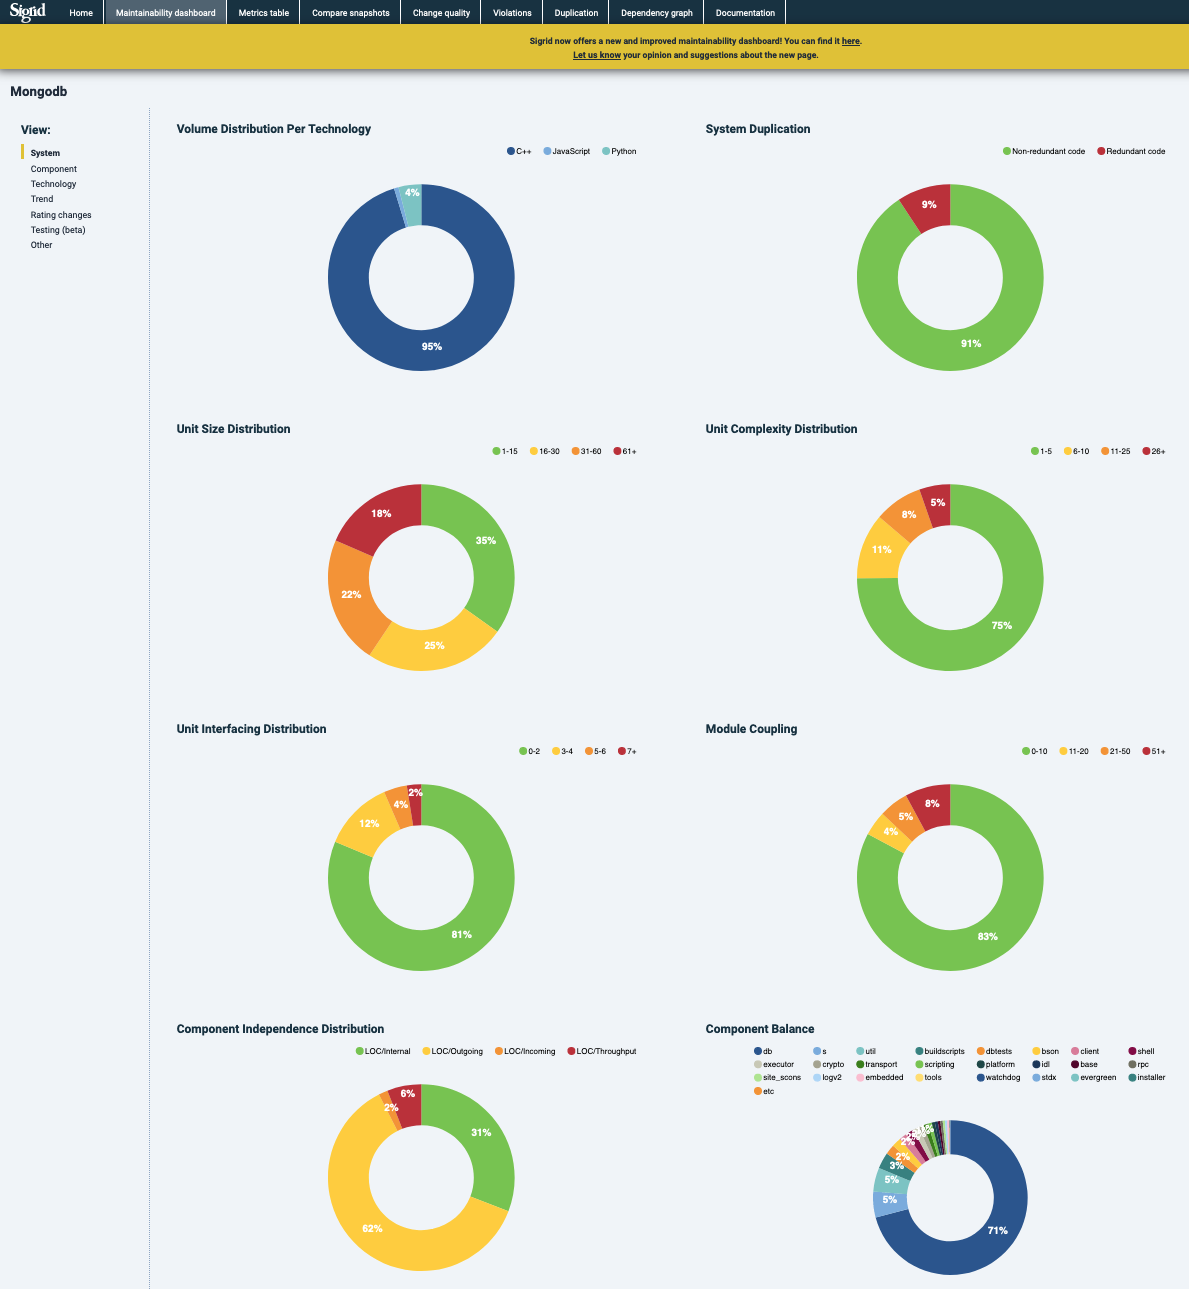 Sigrid Home Maintainability dashboard Metrics table Compare snapshots Change quality Violations Duplication Dependency graph Documentation
Sigrid now offers a new and improved maintainability dashboard! You can find it here.
Let us know your opinion and suggestions about the new page.
Mongodb
View:
System
Component
Technology
Trend
Rating changes
Testing (beta)
Other
Volume Distribution Per Technology
C++ JavaScript Python
4%
95%
System Duplication
Non-redundant code Redundant code
9%
91%
Unit Size Distribution
1-15 16-30 31-60 61+
18%
35%
22%
25%
Unit Complexity Distribution
1-5 6-10 11-25 26+
5%
8%
11%
75%
Unit Interfacing Distribution
0-2 3-4 5-6 7+
2%
4%
12%
81%
Module Coupling
0-10 11-20 21-50 51+
8%
5%
4%
83%
Component Independence Distribution
LOC/Internal LOC/Outgoing LOC/Incoming LOC/Throughput
6%
2%
31%
62%
Component Balance
db s util buildscripts dbtests bson client shell
executor crypto transport scripting platform idl base rpc
site_scons logv2 embedded tools watchdog stdx evergreen installer
etc
2%
2%
3%
5%
5%
71%